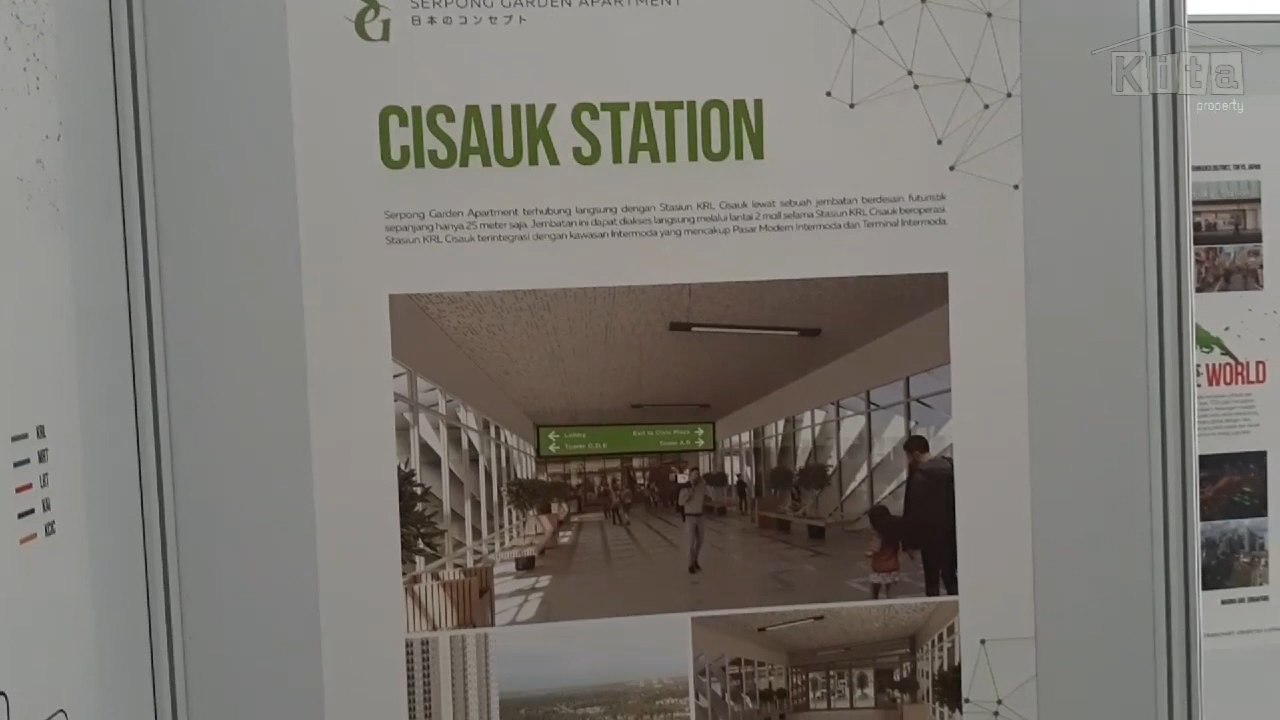 SERPONG GARDEN APARTMENT
日本のコンセプト
CISAUK STATION
Serpong Garden Apartment terhubung langsung dengan Stasiun KRL Cisauk lewat sebuah jembatan berdesain futuristik
sepanjang hanya 25 meter saja. Jembatan ini dapat diakses langsung melalui lantai 2 mall selama Stasiun KRL Cisauk beroperasi.
Stasiun KRL Cisauk terintegrasi dengan kawasan Intermoda yang mencakup Pasar Modern Intermoda dan Terminal Intermoda.
Lobby
Exit to Civic Plaza
Tower C,D,E
Tower A,B
KRL
MRT
LRT
KAI
KCIC
Kita
property
WORLD